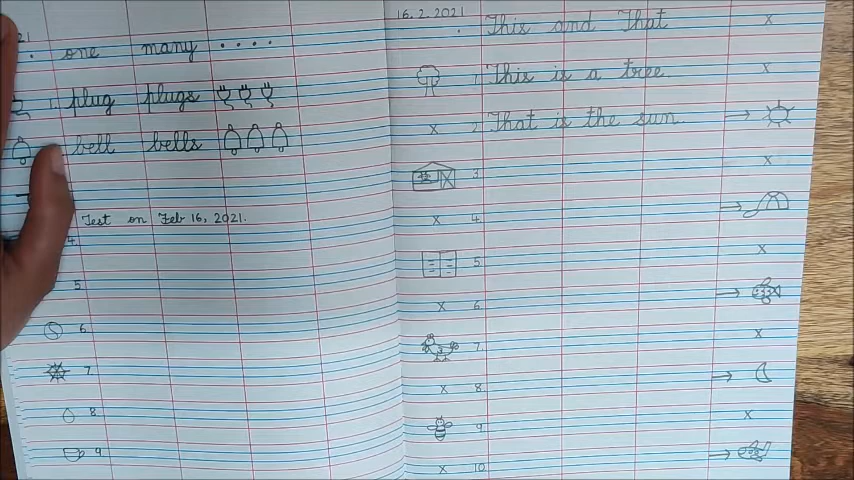 21
one many ....
1. plug plugs
bell bells
Test on Feb 16, 2021.
4.
5
6
7
8
9
16.2.2021
This and That x
1 This is a tree x
x 2. That is the sun
3. x
x 4.
5 x
x 6
7. x
x 8.
9 x
x 10